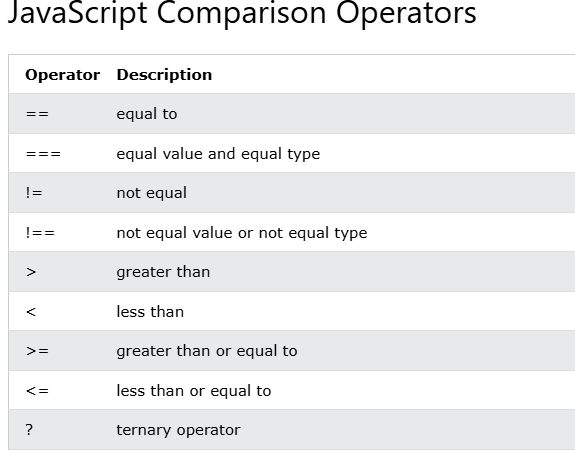 JavaScript Comparison Operators
Operator Description
== equal to
=== equal value and equal type
!= not equal
!== not equal value or not equal type
> greater than
< less than
>= greater than or equal to
<= less than or equal to
? ternary operator